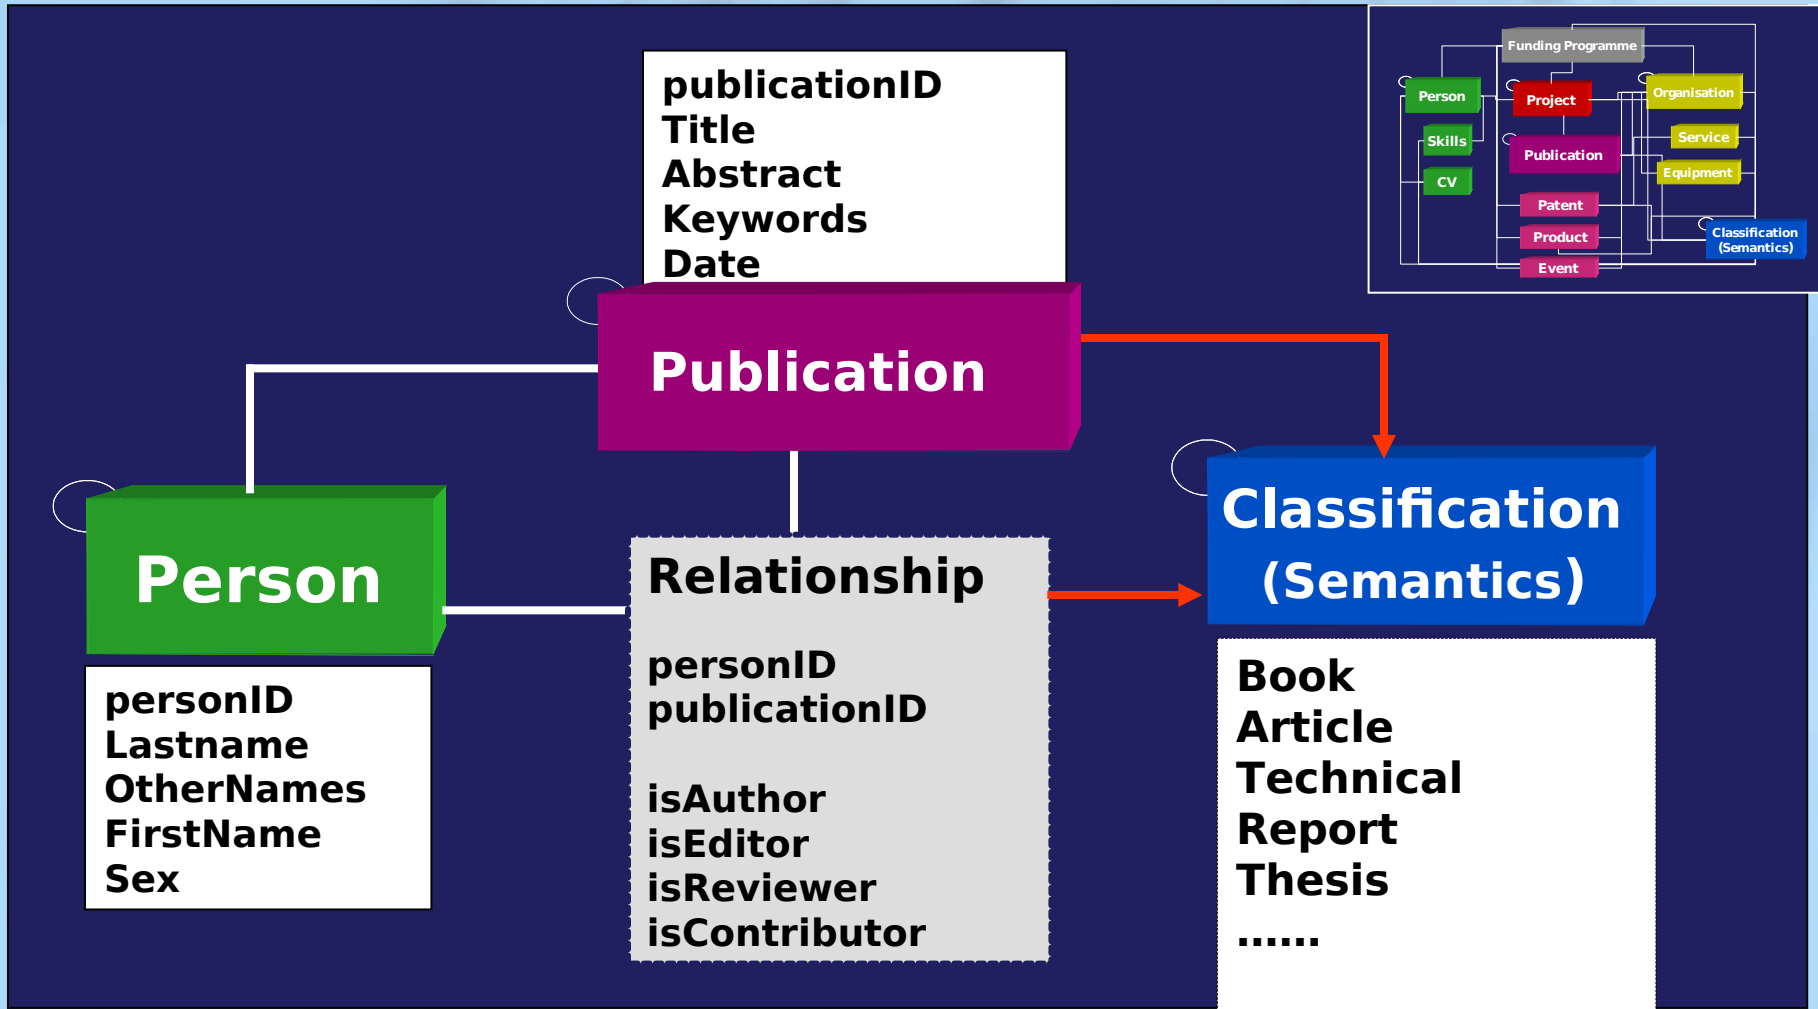 publicationID
Title
Abstract
Keywords
Date
Publication
Person
personID
Lastname
OtherNames
FirstName
Sex
Relationship
personID
publicationID
isAuthor
isEditor
isReviewer
isContributor
Classification
(Semantics)
Book
Article
Technical
Report
Thesis
......
Funding Programme
Person
Project
Organisation
Skills
Publication
Service
CV
Equipment
Patent
Product
Event
Classification
(Semantics)